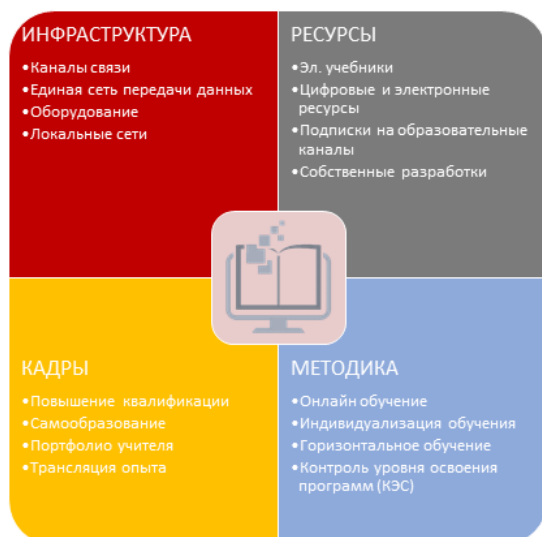 ИНФРАСТРУКТУРА
•Каналы связи
•Единая сеть передачи данных
•Оборудование
•Локальные сети
РЕСУРСЫ
•Эл. учебники
•Цифровые и электронные
ресурсы
•Подписки на образовательные
каналы
•Собственные разработки
КАДРЫ
•Повышение квалификации
•Самообразование
•Портфолио учителя
•Трансляция опыта
МЕТОДИКА
•Онлайн обучение
•Индивидуализация обучения
•Горизонтальное обучение
•Контроль уровня освоения
программ (КЭС)